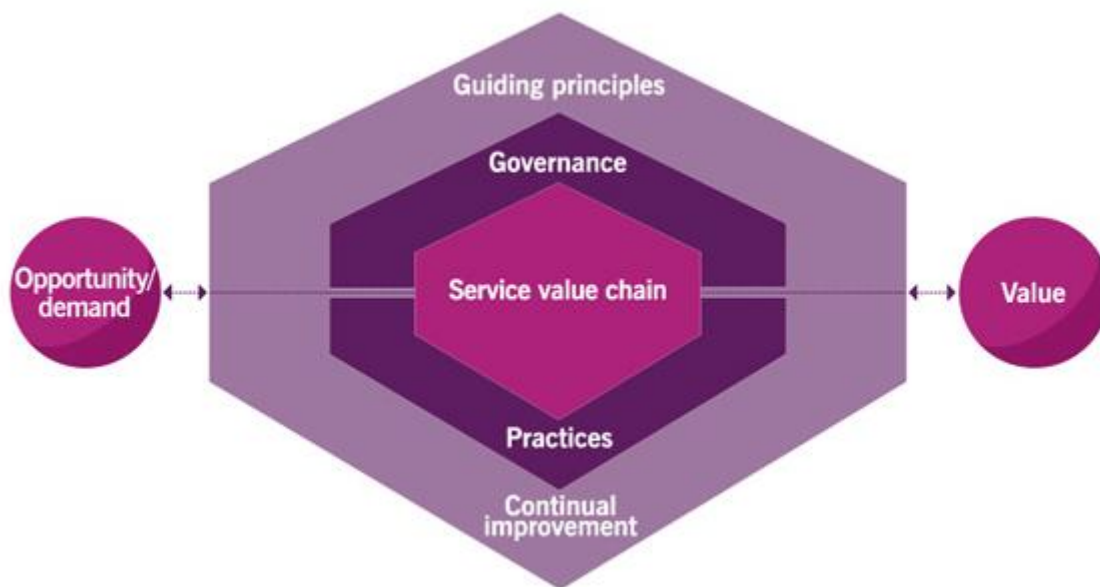 Guiding principles
Governance
Opportunity/
demand
Service value chain
Value
Practices
Continual
improvement